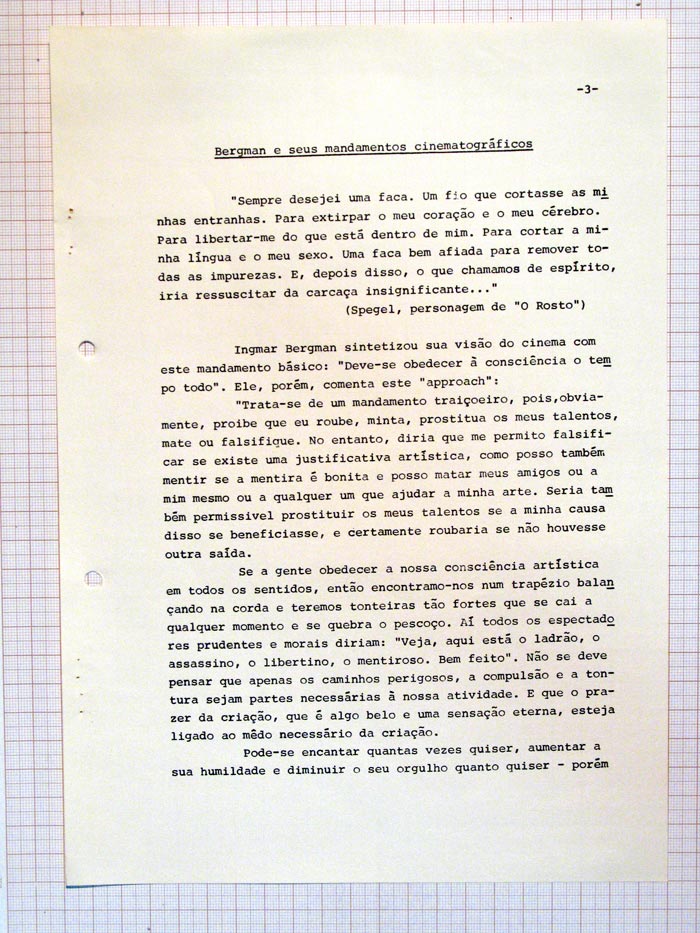 -3-
Bergman e seus mandamentos cinematográficos
"Sempre desejei uma faca. Um fio que cortasse as mi
nhas entranhas. Para extirpar o meu coração e o meu cérebro.
Para libertar-me do que está dentro de mim. Para cortar a mi-
nha língua e o meu sexo. Uma faca bem afiada para remover to-
das as impurezas. E, depois disso, o que chamamos de espírito,
iria ressuscitar da carcaça insignificante..."
(Spegel, personagem de "O Rosto")
Ingmar Bergman sintetizou sua visão do cinema com
este mandamento básico: "Deve-se obedecer à consciência o tem
po todo". Ele, porém, comenta este "approach":
"Trata-se de um mandamento traiçoeiro, pois,obvia-
mente, proibe que eu roube, minta, prostitua os meus talentos,
mate ou falsifique. No entanto, diria que me permito falsifi-
car se existe uma justificativa artística, como posso também
mentir se a mentira é bonita e posso matar meus amigos ou a
mim mesmo ou a qualquer um que ajudar a minha arte. Seria tam
bém permissivel prostituir os meus talentos se a minha causa
disso se beneficiasse, e certamente roubaria se não houvesse
outra saída.
Se a gente obedecer a nossa consciência artística
em todos os sentidos, então encontramo-nos num trapézio balan
çando na corda e teremos tonteiras tão fortes que se cai a
qualquer momento e se quebra o pescoço. Aí todos os espectado
res prudentes e morais diriam: "Veja, aqui está o ladrão, o
assassino, o libertino, o mentiroso. Bem feito". Não se deve
pensar que apenas os caminhos perigosos, a compulsão e a ton-
tura sejam partes necessárias à nossa atividade. E que o pra-
zer da criação, que é algo belo e uma sensação eterna, esteja
ligado ao mêdo necessário da criação.
Pode-se encantar quantas vezes quiser, aumentar a
sua humildade e diminuir o seu orgulho quanto quiser - porém